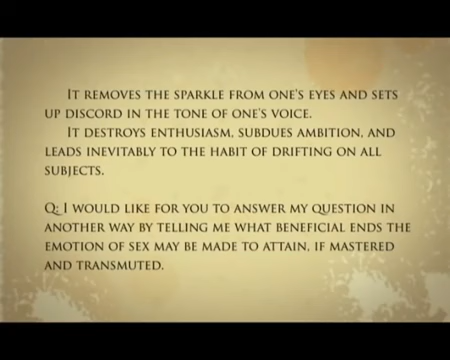 It removes the sparkle from one's eyes and sets
up discord in the tone of one's voice.
It destroys enthusiasm, subdues ambition, and
leads inevitably to the habit of drifting on all
subjects.
Q: I would like for you to answer my question in
another way by telling me what beneficial ends the
emotion of sex may be made to attain, if mastered
and transmuted.